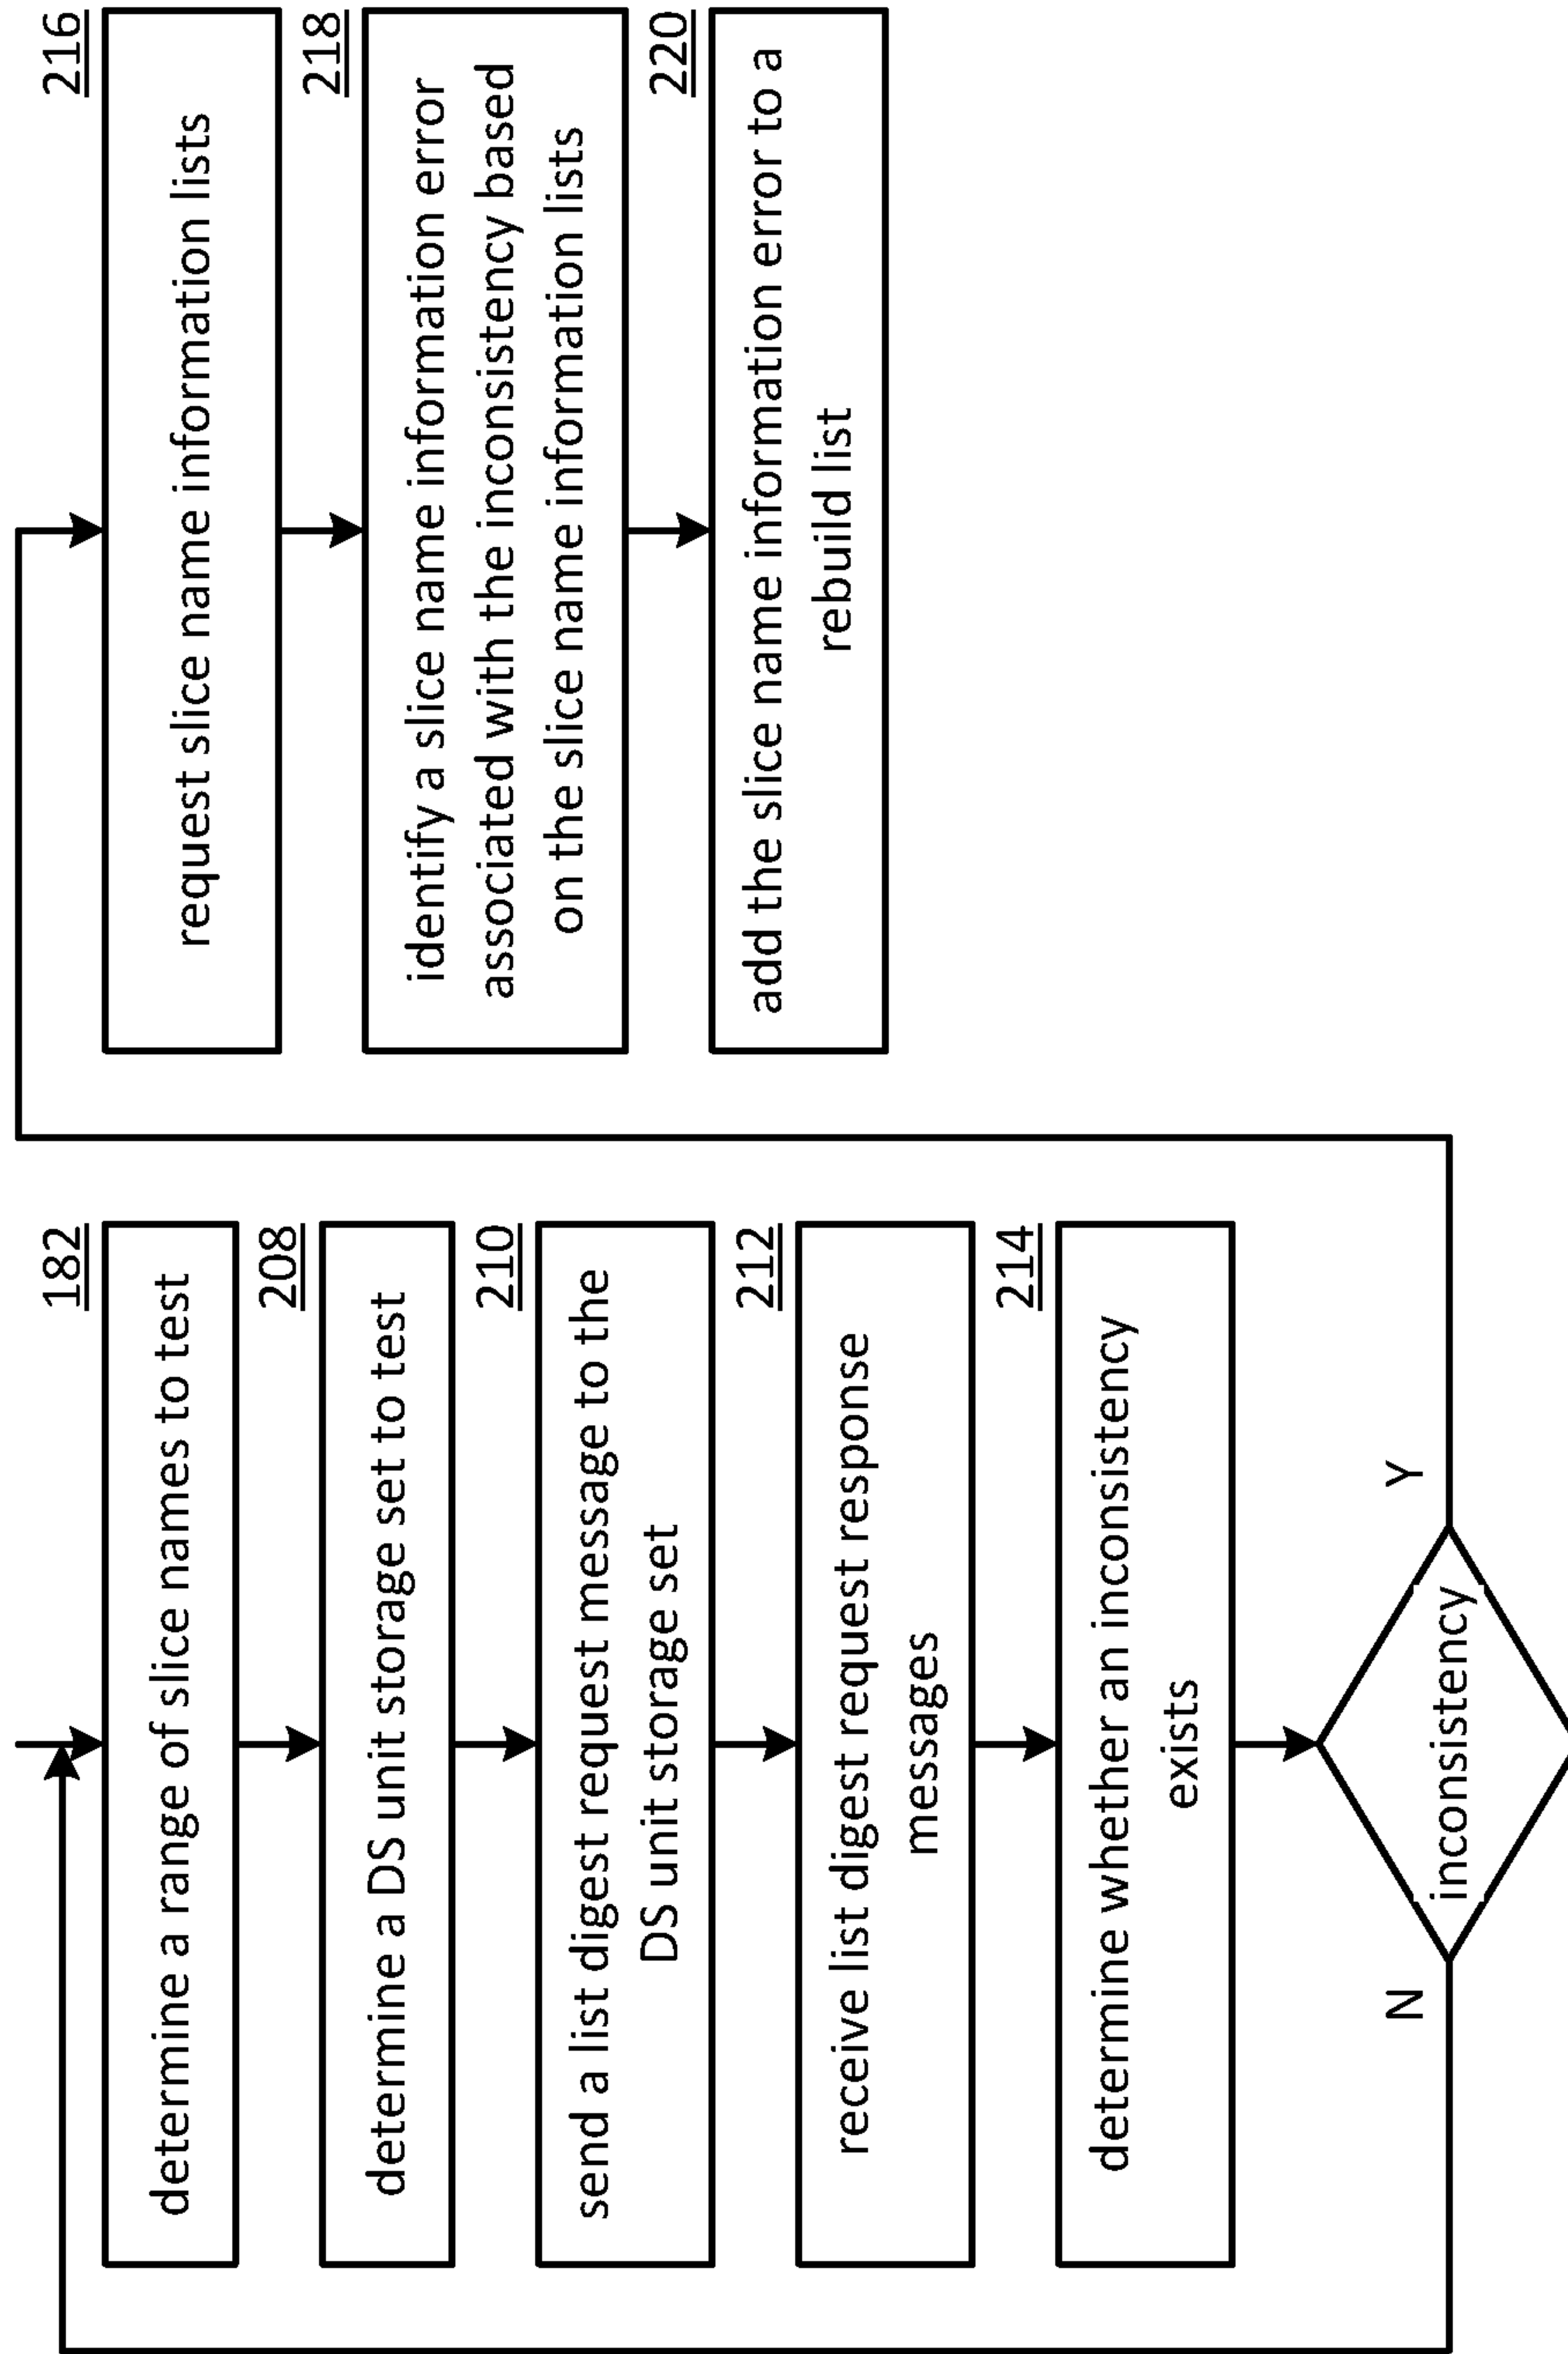 182
determine a range of slice names to test
208
determine a DS unit storage set to test
210
send a list digest request message to the
DS unit storage set
212
receive list digest request response
messages
214
determine whether an inconsistency
exists
inconsistency
N
Y
216
request slice name information lists
218
identify a slice name information error
associated with the inconsistency based
on the slice name information lists
220
add the slice name information error to a
rebuild list